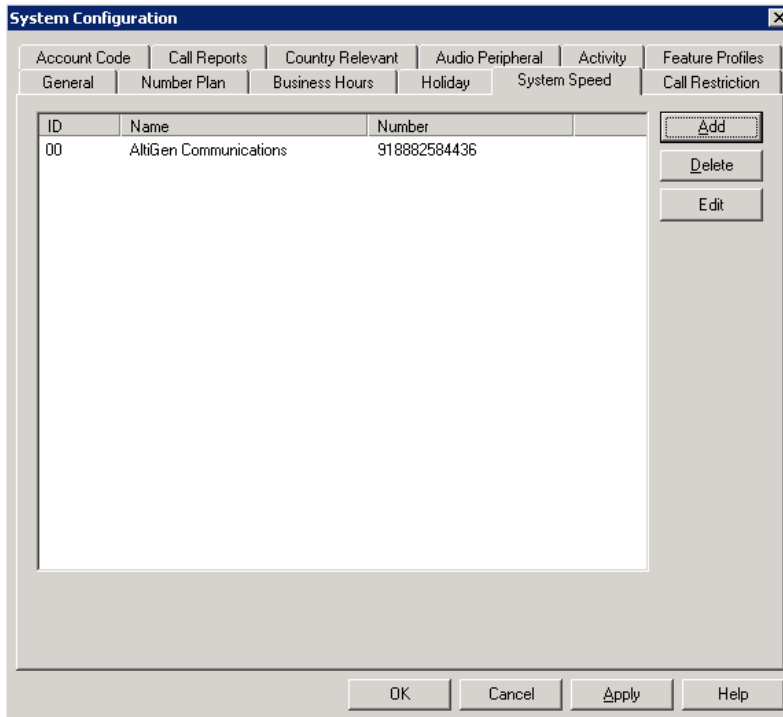 System Configuration
Account Code Call Reports Country Relevant Audio Peripheral Activity Feature Profiles
General Number Plan Business Hours Holiday System Speed Call Restriction
ID Name Number
00 AltiGen Communications 918882584436
Add
Delete
Edit
OK Cancel Apply Help